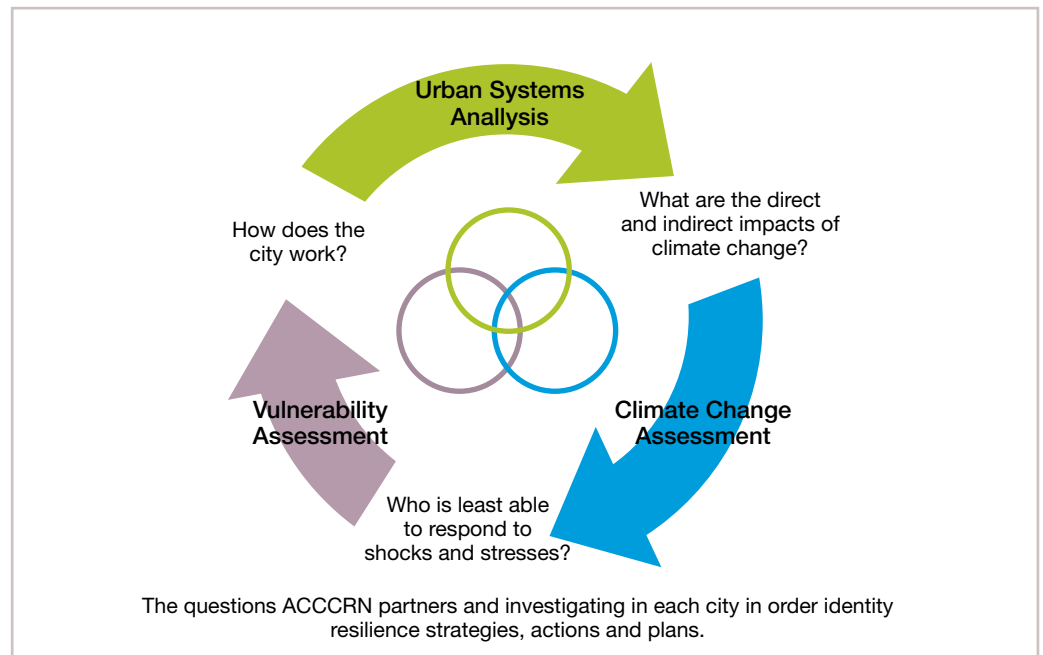 Urban Systems
Anallysis
How does the
city work?
What are the direct
and indirect impacts of
climate change?
Vulnerability
Assessment
Climate Change
Assessment
Who is least able
to respond to
shocks and stresses?
The questions ACCCRN partners and investigating in each city in order identity
resilience strategies, actions and plans.